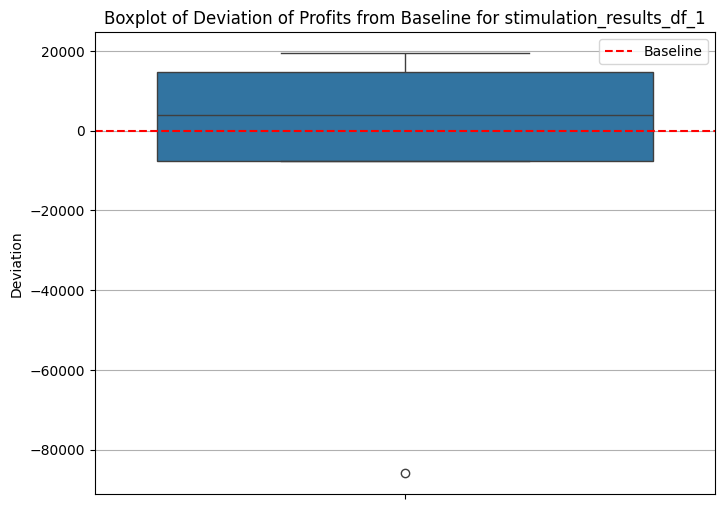 Boxplot of Deviation of Profits from Baseline for stimulation_results_df_1
Baseline
20000
0
−20000
−40000
−60000
−80000
Deviation